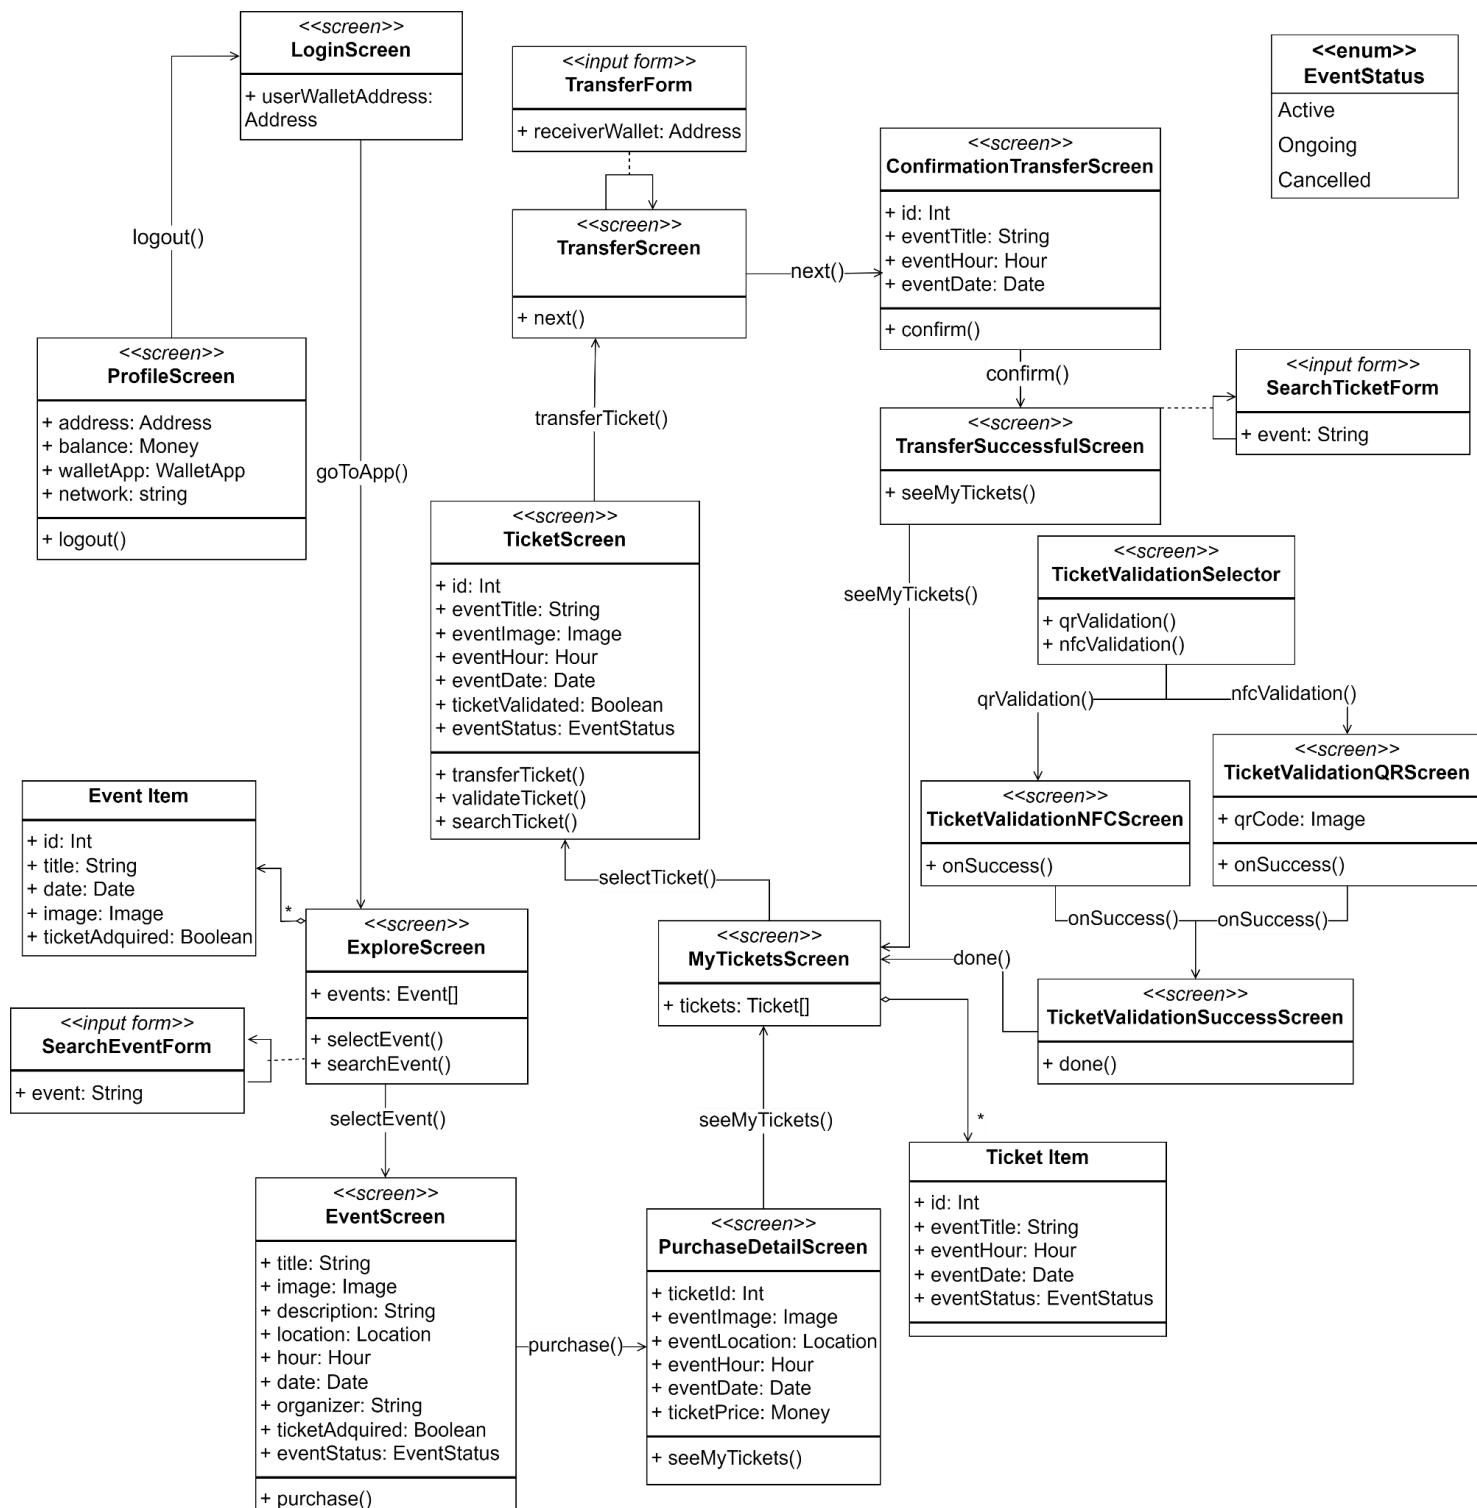 <<screen>>
LoginScreen
+ userWalletAddress:
Address
<<input form>>
TransferForm
+ receiverWallet: Address
<<enum>>
EventStatus
Active
Ongoing
Cancelled
<<screen>>
ConfirmationTransferScreen
+ id: Int
+ eventTitle: String
+ eventHour: Hour
+ eventDate: Date
+ confirm()
logout()
<<screen>>
TransferScreen
+ next()
next()
<<screen>>
ProfileScreen
+ address: Address
+ balance: Money
+ walletApp: WalletApp
+ network: string
+ logout()
goToApp()
transferTicket()
confirm()
<<input form>>
SearchTicketForm
+ event: String
<<screen>>
TransferSuccessfulScreen
+ seeMyTickets()
<<screen>>
TicketScreen
+ id: Int
+ eventTitle: String
+ eventImage: Image
+ eventHour: Hour
+ eventDate: Date
+ ticketValidated: Boolean
+ eventStatus: EventStatus
+ transferTicket()
+ validateTicket()
+ searchTicket()
seeMyTickets()
<<screen>>
TicketValidationSelector
+ qrValidation()
+ nfcValidation()
qrValidation()
nfcValidation()
<<screen>>
TicketValidationQRScreen
+ qrCode: Image
+ onSuccess()
<<screen>>
TicketValidationNFCScreen
+ onSuccess()
Event Item
+ id: Int
+ title: String
+ date: Date
+ image: Image
+ ticketAdquired: Boolean
*
selectTicket()
onSuccess()
onSuccess()
<<screen>>
ExploreScreen
+ events: Event[]
+ selectEvent()
+ searchEvent()
<<screen>>
MyTicketsScreen
+ tickets: Ticket[]
done()
<<screen>>
TicketValidationSuccessScreen
+ done()
<<input form>>
SearchEventForm
+ event: String
selectEvent()
seeMyTickets()
*
Ticket Item
+ id: Int
+ eventTitle: String
+ eventHour: Hour
+ eventDate: Date
+ eventStatus: EventStatus
<<screen>>
EventScreen
+ title: String
+ image: Image
+ description: String
+ location: Location
+ hour: Hour
+ date: Date
+ organizer: String
+ ticketAdquired: Boolean
+ eventStatus: EventStatus
+ purchase()
purchase()
<<screen>>
PurchaseDetailScreen
+ ticketId: Int
+ eventImage: Image
+ eventLocation: Location
+ eventHour: Hour
+ eventDate: Date
+ ticketPrice: Money
+ seeMyTickets()